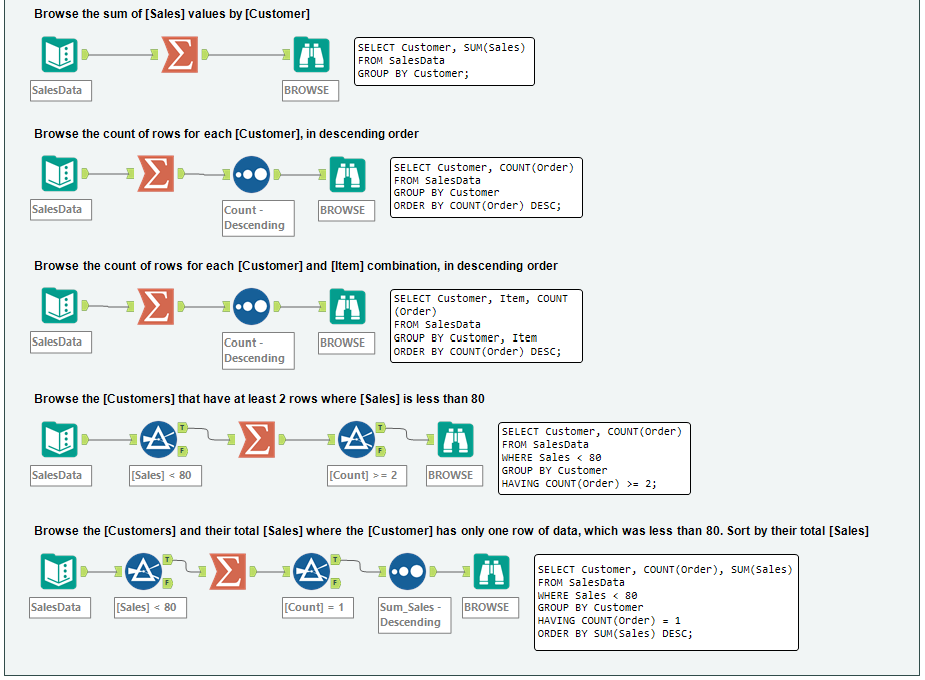 Browse the sum of [Sales] values by [Customer]
SalesData
BROWSE
SELECT Customer, SUM(Sales)
FROM SalesData
GROUP BY Customer;
Browse the count of rows for each [Customer], in descending order
SalesData
Count -
Descending
BROWSE
SELECT Customer, COUNT(Order)
FROM SalesData
GROUP BY Customer
ORDER BY COUNT(Order) DESC;
Browse the count of rows for each [Customer] and [Item] combination, in descending order
SalesData
Count -
Descending
BROWSE
SELECT Customer, Item, COUNT
(Order)
FROM SalesData
GROUP BY Customer, Item
ORDER BY COUNT(Order) DESC;
Browse the [Customers] that have at least 2 rows where [Sales] is less than 80
T
F
T
F
SalesData
[Sales] < 80
[Count] >= 2
BROWSE
SELECT Customer, COUNT(Order)
FROM SalesData
WHERE Sales < 80
GROUP BY Customer
HAVING COUNT(Order) >= 2;
Browse the [Customers] and their total [Sales] where the [Customer] has only one row of data, which was less than 80. Sort by their total [Sales]
T
F
T
F
SalesData
[Sales] < 80
[Count] = 1
Sum_Sales -
Descending
BROWSE
SELECT Customer, COUNT(Order), SUM(Sales)
FROM SalesData
WHERE Sales < 80
GROUP BY Customer
HAVING COUNT(Order) = 1
ORDER BY SUM(Sales) DESC;